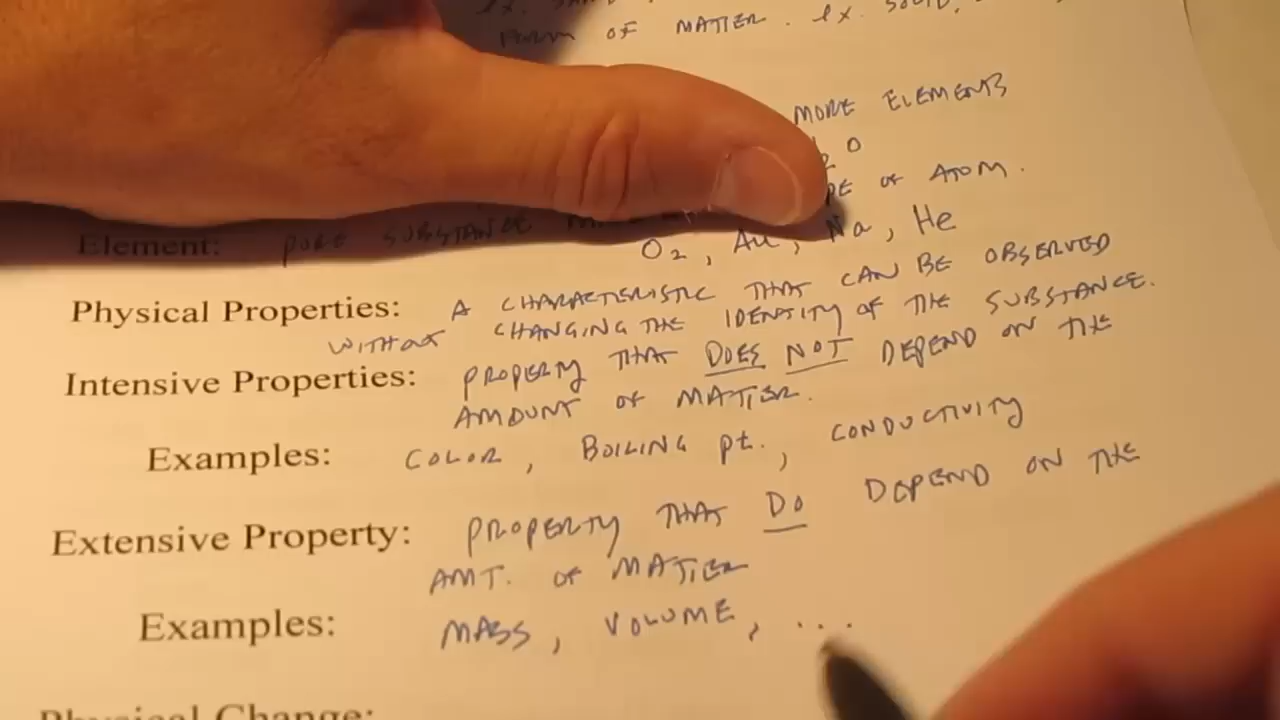 FORM OF MATTER. ex. SOLID,
MORE ELEMENTS
O
OF ATOM.
Element: PURE SUBSTANCE
O2, Au, Na, He
Physical Properties: A CHARACTERISTIC THAT CAN BE OBSERVED
WITHOUT CHANGING THE IDENTITY OF THE SUBSTANCE.
Intensive Properties: PROPERTY THAT DOES NOT DEPEND ON THE
AMOUNT OF MATTER.
Examples: COLOR, BOILING pt., CONDUCTIVITY
Extensive Property: PROPERTY THAT DO DEPEND ON THE
AMT. OF MATTER
Examples: MASS, VOLUME, ...
Physical Change: